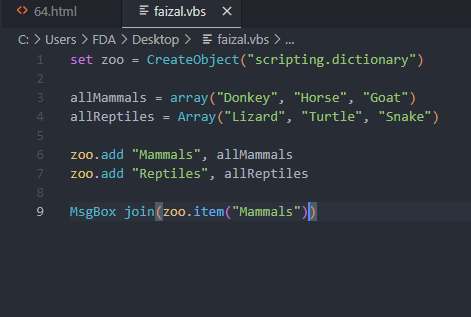 <> 64.html faizal.vbs ×
C: > Users > FDA > Desktop > faizal.vbs > ...
1 set zoo = CreateObject("scripting.dictionary")
2
3 allMammals = array("Donkey", "Horse", "Goat")
4 allReptiles = Array("Lizard", "Turtle", "Snake")
5
6 zoo.add "Mammals", allMammals
7 zoo.add "Reptiles", allReptiles
8
9 MsgBox join(zoo.item("Mammals"))